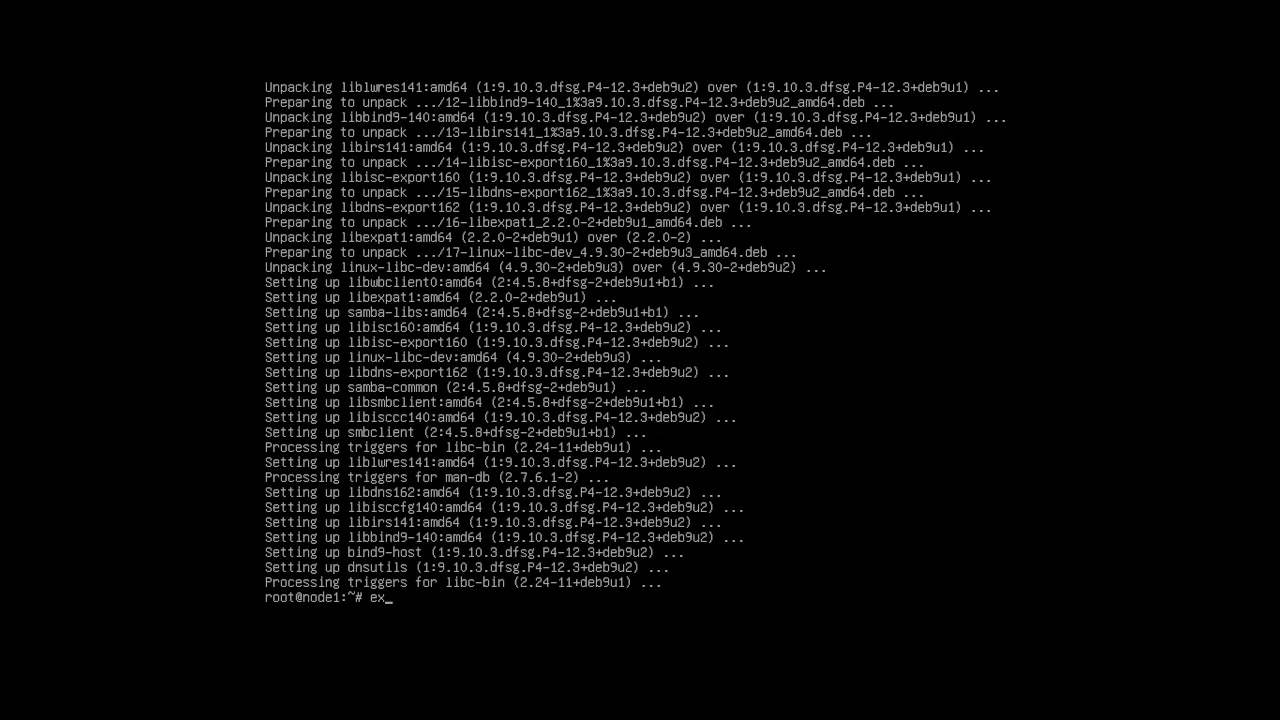 Unpacking liblwres141:amd64 (1:9.10.3.dfsg.P4-12.3+deb9u2) over (1:9.10.3.dfsg.P4-12.3+deb9u1) ...
Preparing to unpack .../12-libbind9-140_1%3a9.10.3.dfsg.P4-12.3+deb9u2_amd64.deb ...
Unpacking libbind9-140:amd64 (1:9.10.3.dfsg.P4-12.3+deb9u2) over (1:9.10.3.dfsg.P4-12.3+deb9u1) ...
Preparing to unpack .../13-libirs141_1%3a9.10.3.dfsg.P4-12.3+deb9u2_amd64.deb ...
Unpacking libirs141:amd64 (1:9.10.3.dfsg.P4-12.3+deb9u2) over (1:9.10.3.dfsg.P4-12.3+deb9u1) ...
Preparing to unpack .../14-libisc-export160_1%3a9.10.3.dfsg.P4-12.3+deb9u2_amd64.deb ...
Unpacking libisc-export160 (1:9.10.3.dfsg.P4-12.3+deb9u2) over (1:9.10.3.dfsg.P4-12.3+deb9u1) ...
Preparing to unpack .../15-libdns-export162_1%3a9.10.3.dfsg.P4-12.3+deb9u2_amd64.deb ...
Unpacking libdns-export162 (1:9.10.3.dfsg.P4-12.3+deb9u2) over (1:9.10.3.dfsg.P4-12.3+deb9u1) ...
Preparing to unpack .../16-libexpat1_2.2.0-2+deb9u1_amd64.deb ...
Unpacking libexpat1:amd64 (2.2.0-2+deb9u1) over (2.2.0-2) ...
Preparing to unpack .../17-linux-libc-dev_4.9.30-2+deb9u3_amd64.deb ...
Unpacking linux-libc-dev:amd64 (4.9.30-2+deb9u3) over (4.9.30-2+deb9u2) ...
Setting up libwbclient0:amd64 (2:4.5.8+dfsg-2+deb9u1+b1) ...
Setting up libexpat1:amd64 (2.2.0-2+deb9u1) ...
Setting up samba-libs:amd64 (2:4.5.8+dfsg-2+deb9u1+b1) ...
Setting up libisc160:amd64 (1:9.10.3.dfsg.P4-12.3+deb9u2) ...
Setting up libisc-export160 (1:9.10.3.dfsg.P4-12.3+deb9u2) ...
Setting up linux-libc-dev:amd64 (4.9.30-2+deb9u3) ...
Setting up libdns-export162 (1:9.10.3.dfsg.P4-12.3+deb9u2) ...
Setting up samba-common (2:4.5.8+dfsg-2+deb9u1) ...
Setting up libsmbclient:amd64 (2:4.5.8+dfsg-2+deb9u1+b1) ...
Setting up libisccc140:amd64 (1:9.10.3.dfsg.P4-12.3+deb9u2) ...
Setting up smbclient (2:4.5.8+dfsg-2+deb9u1+b1) ...
Processing triggers for libc-bin (2.24-11+deb9u1) ...
Setting up liblwres141:amd64 (1:9.10.3.dfsg.P4-12.3+deb9u2) ...
Processing triggers for man-db (2.7.6.1-2) ...
Setting up libdns162:amd64 (1:9.10.3.dfsg.P4-12.3+deb9u2) ...
Setting up libisccfg140:amd64 (1:9.10.3.dfsg.P4-12.3+deb9u2) ...
Setting up libirs141:amd64 (1:9.10.3.dfsg.P4-12.3+deb9u2) ...
Setting up libbind9-140:amd64 (1:9.10.3.dfsg.P4-12.3+deb9u2) ...
Setting up bind9-host (1:9.10.3.dfsg.P4-12.3+deb9u2) ...
Setting up dnsutils (1:9.10.3.dfsg.P4-12.3+deb9u2) ...
Processing triggers for libc-bin (2.24-11+deb9u1) ...
root@node1:~# ex_